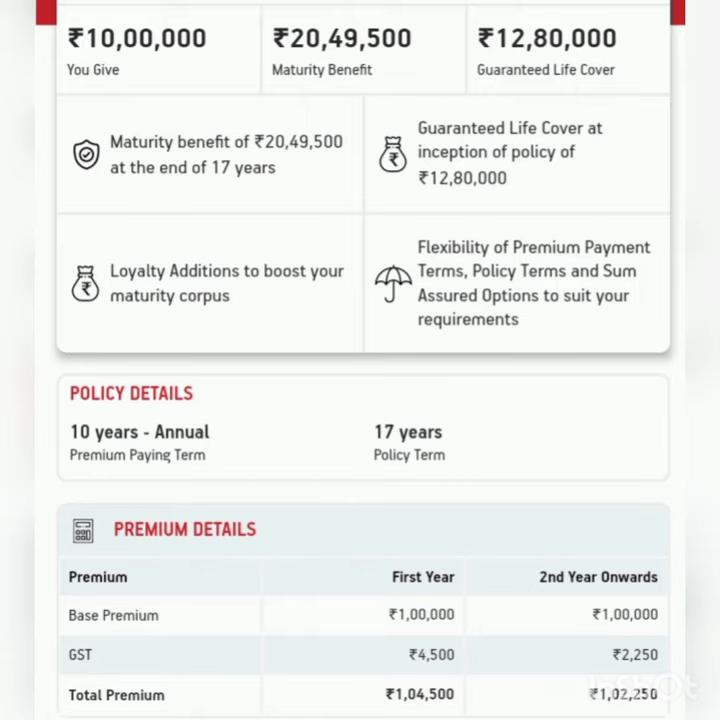 ₹10,00,000 ₹20,49,500 ₹12,80,000
You Give Maturity Benefit Guaranteed Life Cover
Maturity benefit of ₹20,49,500
at the end of 17 years
Guaranteed Life Cover at
inception of policy of
₹12,80,000
Loyalty Additions to boost your
maturity corpus
Flexibility of Premium Payment
Terms, Policy Terms and Sum
Assured Options to suit your
requirements
POLICY DETAILS
10 years - Annual 17 years
Premium Paying Term Policy Term
PREMIUM DETAILS
Premium First Year 2nd Year Onwards
Base Premium ₹1,00,000 ₹1,00,000
GST ₹4,500 ₹2,250
Total Premium ₹1,04,500 ₹1,02,250